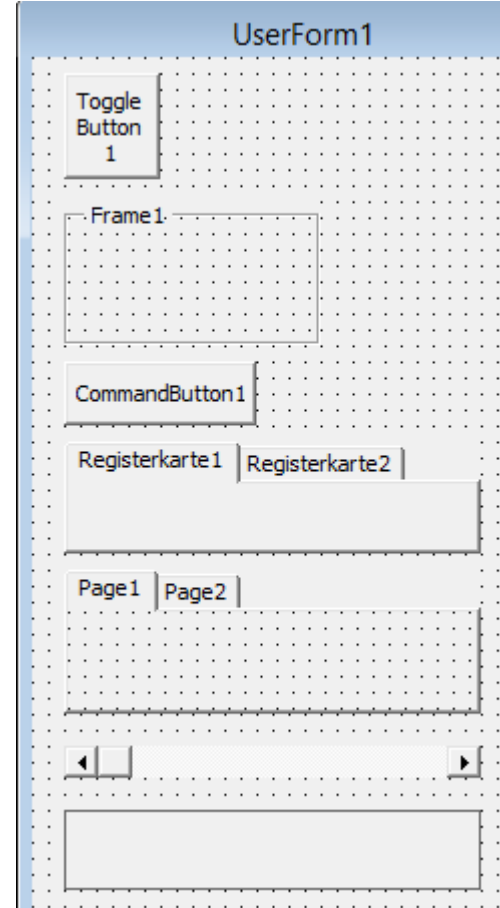 UserForm1
Toggle
Button
1
Frame1
CommandButton1
Registerkarte1 Registerkarte2
Page1 Page2